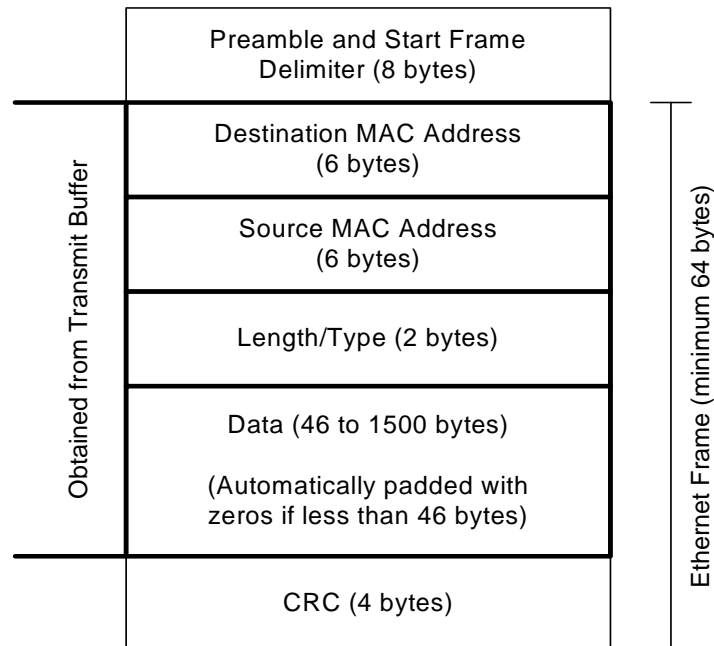 Preamble and Start Frame
Delimiter (8 bytes)
Destination MAC Address
(6 bytes)
Source MAC Address
(6 bytes)
Length/Type (2 bytes)
Data (46 to 1500 bytes)
(Automatically padded with
zeros if less than 46 bytes)
CRC (4 bytes)
Obtained from Transmit Buffer
Ethernet Frame (minimum 64 bytes)